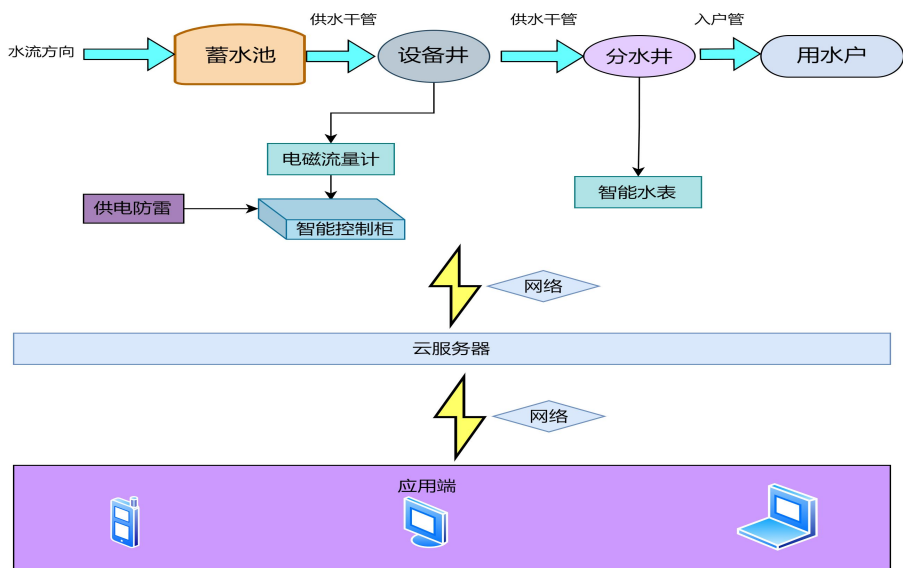 供水干管
供水干管
入户管
水流方向
蓄水池
设备井
分水井
用水户
电磁流量计
智能水表
供电防雷
智能控制柜
网络
云服务器
网络
应用端